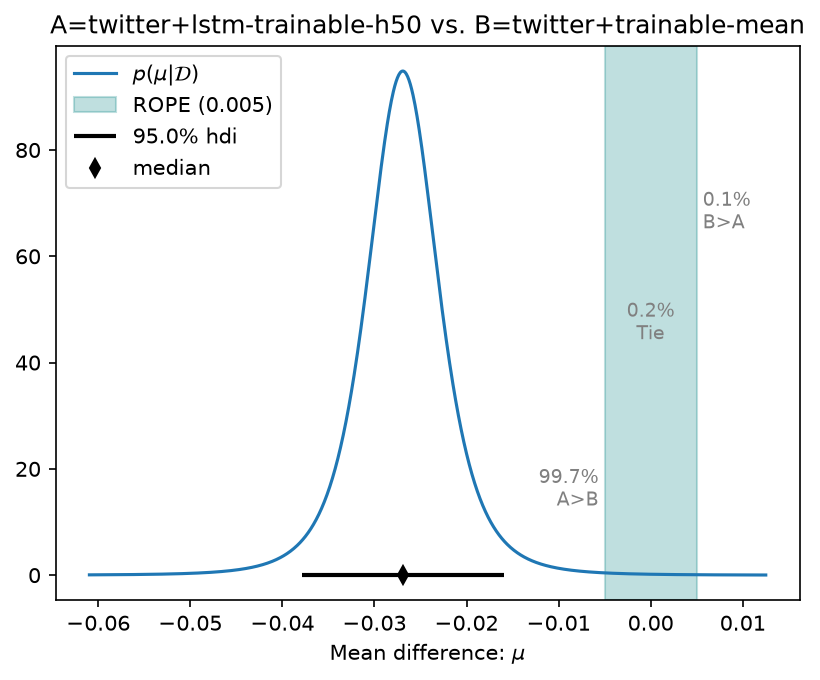 A=twitter+lstm-trainable-h50 vs. B=twitter+trainable-mean
p(μ|𝒟)
ROPE (0.005)
95.0% hdi
median
80
60
40
20
0
0.1%
B>A
0.2%
Tie
99.7%
A>B
−0.06
−0.05
−0.04
−0.03
−0.02
−0.01
0.00
0.01
Mean difference: μ